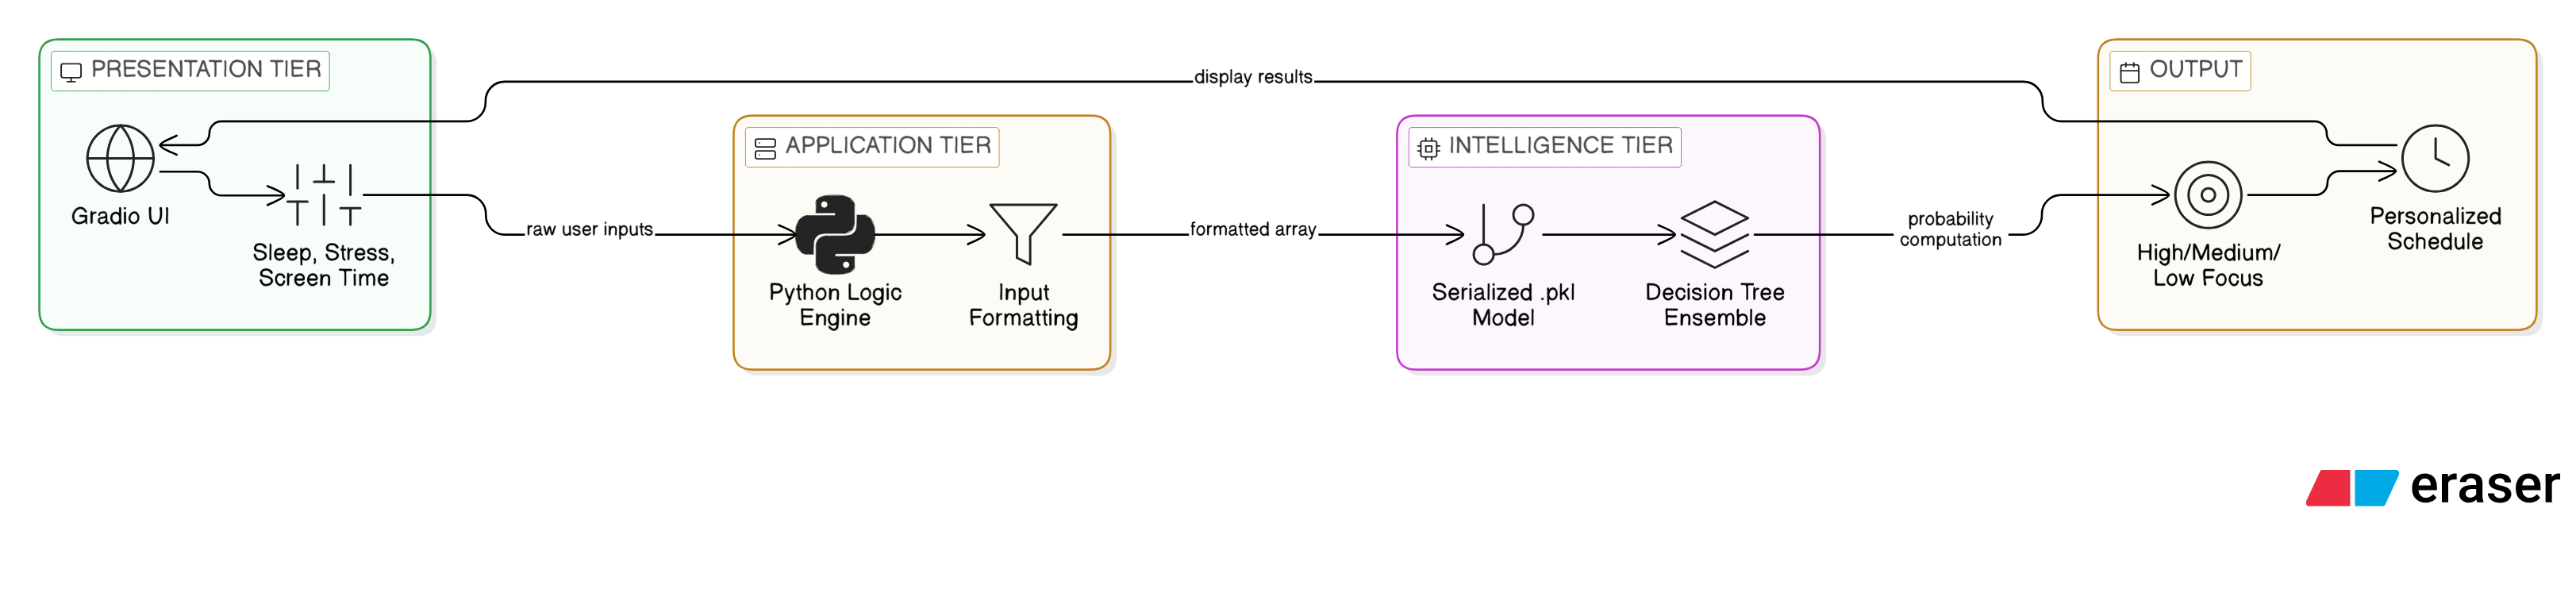 PRESENTATION TIER
Gradio UI
Sleep, Stress,
Screen Time
display results
raw user inputs
APPLICATION TIER
Python Logic
Engine
Input
Formatting
formatted array
INTELLIGENCE TIER
Serialized .pkl
Model
Decision Tree
Ensemble
probability
computation
OUTPUT
High/Medium/
Low Focus
Personalized
Schedule
eraser